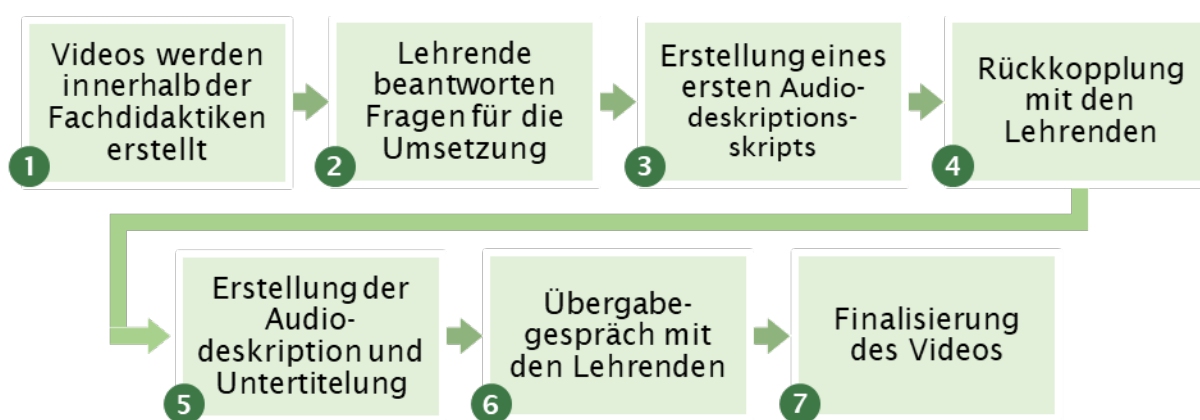 Videos werden
innerhalb der
Fachdidaktiken
erstellt
1
Lehrende
beantworten
Fragen für die
Umsetzung
2
Erstellung eines
ersten Audio-
deskriptions-
skripts
3
Rückkopplung
mit den
Lehrenden
4
Erstellung der
Audio-
deskription und
Untertitelung
5
Übergabe-
gespräch mit
den Lehrenden
6
Finalisierung
des Videos
7